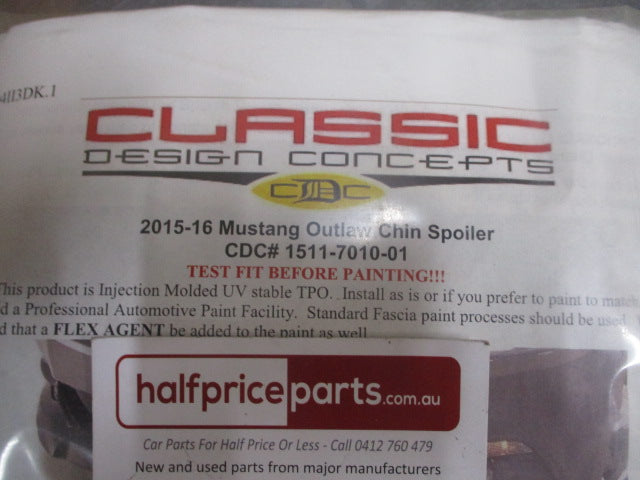 4II3DK.1
CLASSIC
DESIGN CONCEPTS
CDC
2015-16 Mustang Outlaw Chin Spoiler
CDC# 1511-7010-01
TEST FIT BEFORE PAINTING!!!
This product is Injection Molded UV stable TPO. Install as is or if you prefer to paint to match
d a Professional Automotive Paint Facility. Standard Fascia paint processes should be used.
d that a FLEX AGENT be added to the paint as well
halfpriceparts.com.au
Car Parts For Half Price Or Less - Call 0412 760 479
New and used parts from major manufacturers